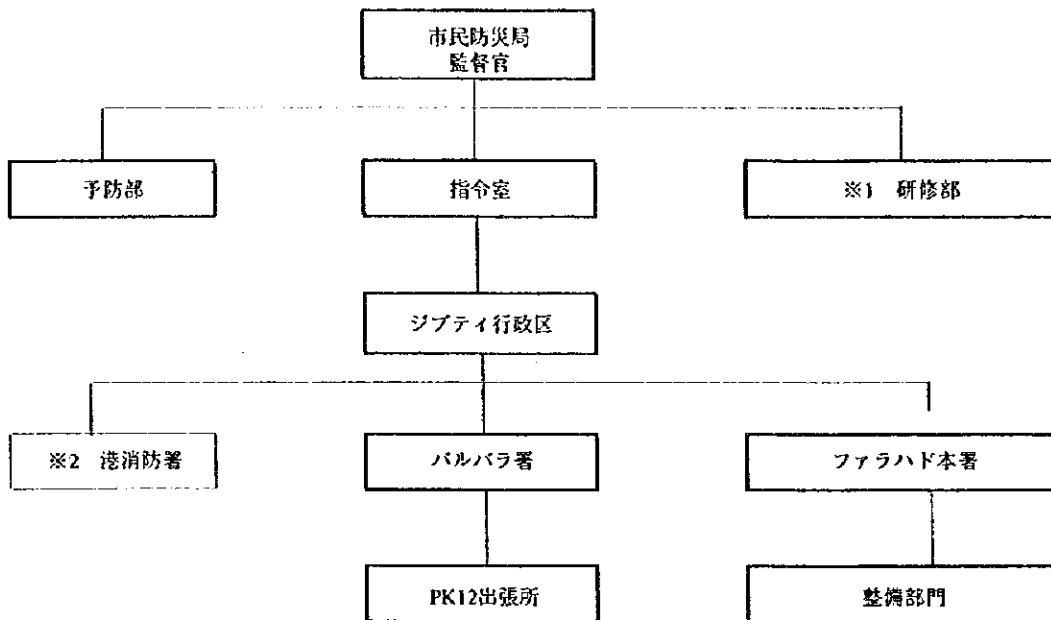 市民防災局
監督官
予防部
指令室
※1 研修部
ジブティ行政区
※2 港消防署
バルバラ署
ファラハド本署
PK12出張所
整備部門